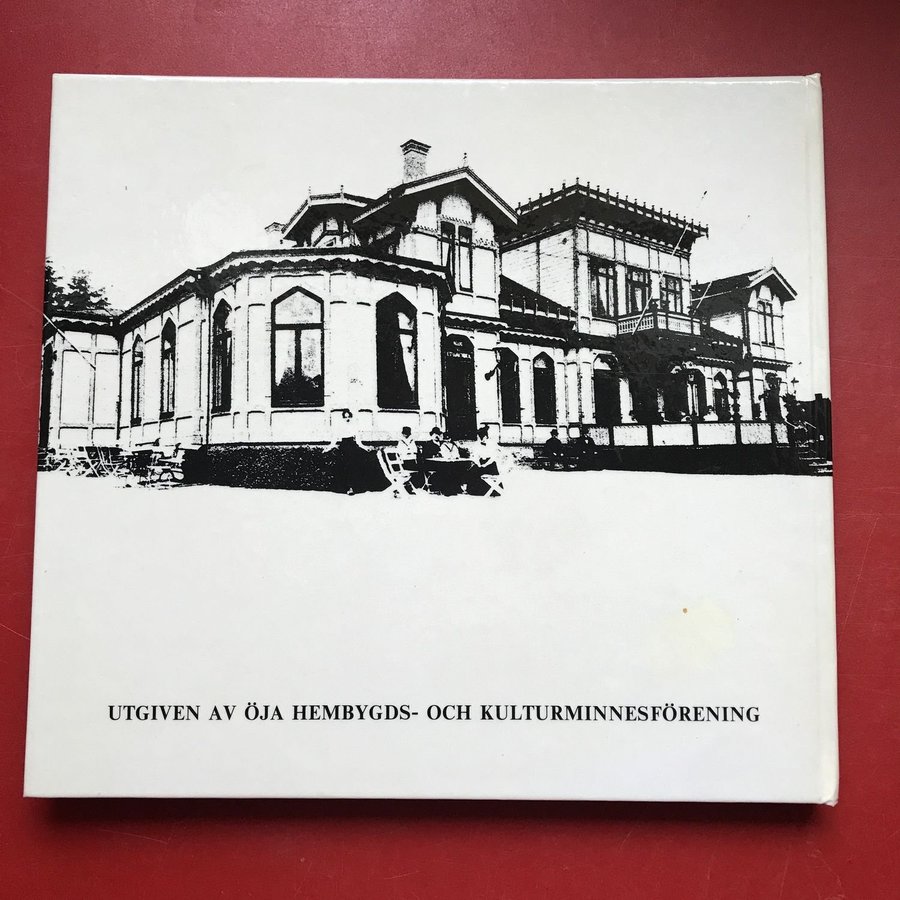 UTGIVEN AV ÖJA HEMBYGDS- OCH KULTURMINNESFÖRENING